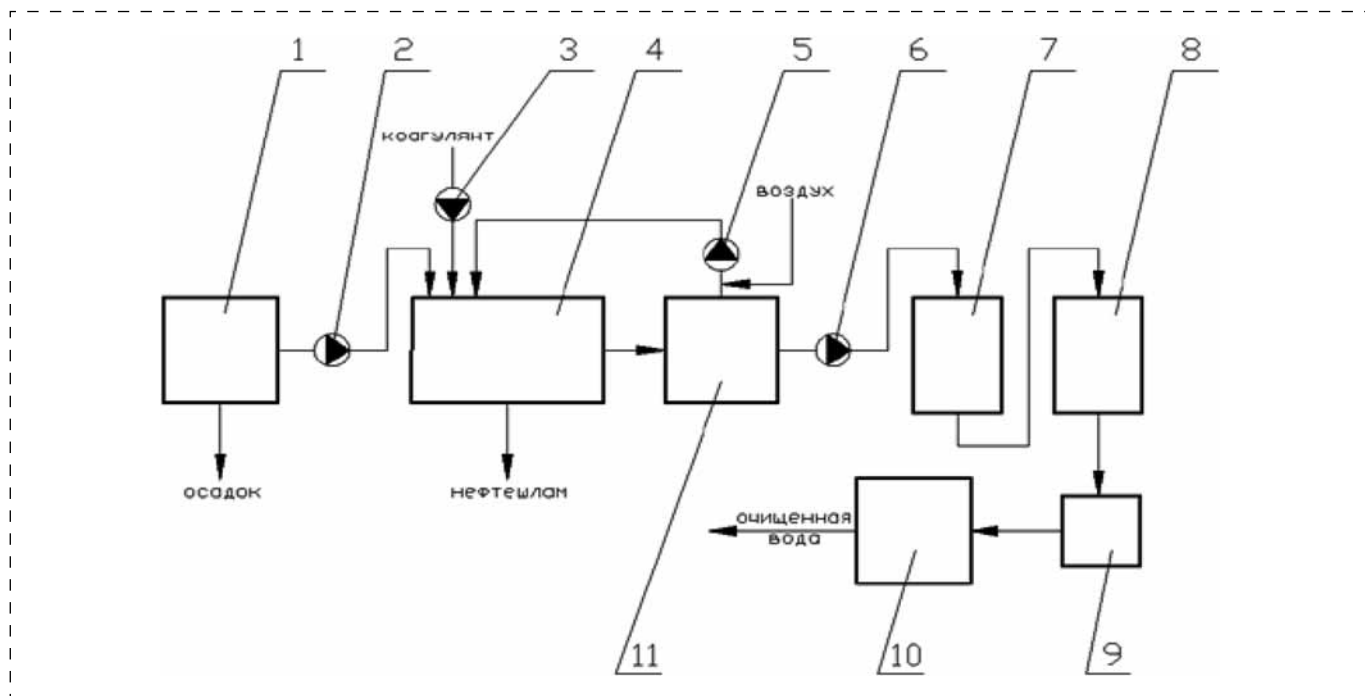 1
2
3
4
5
6
7
8
коагулянт
воздух
осадок
нефтешлам
очищенная
вода
11
10
9